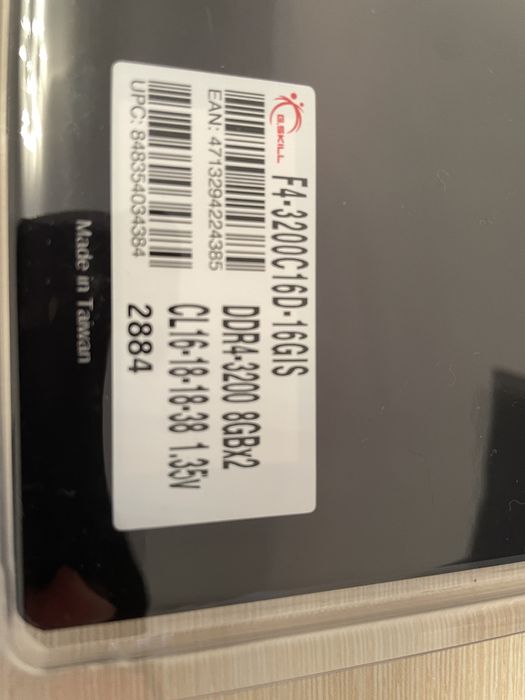 G.SKILL
F4-3200C16D-16GIS
EAN: 4713294224385
DDR4-3200 8GBx2
CL16-18-18-38 1.35V
UPC: 848354034384
2884
Made in Taiwan